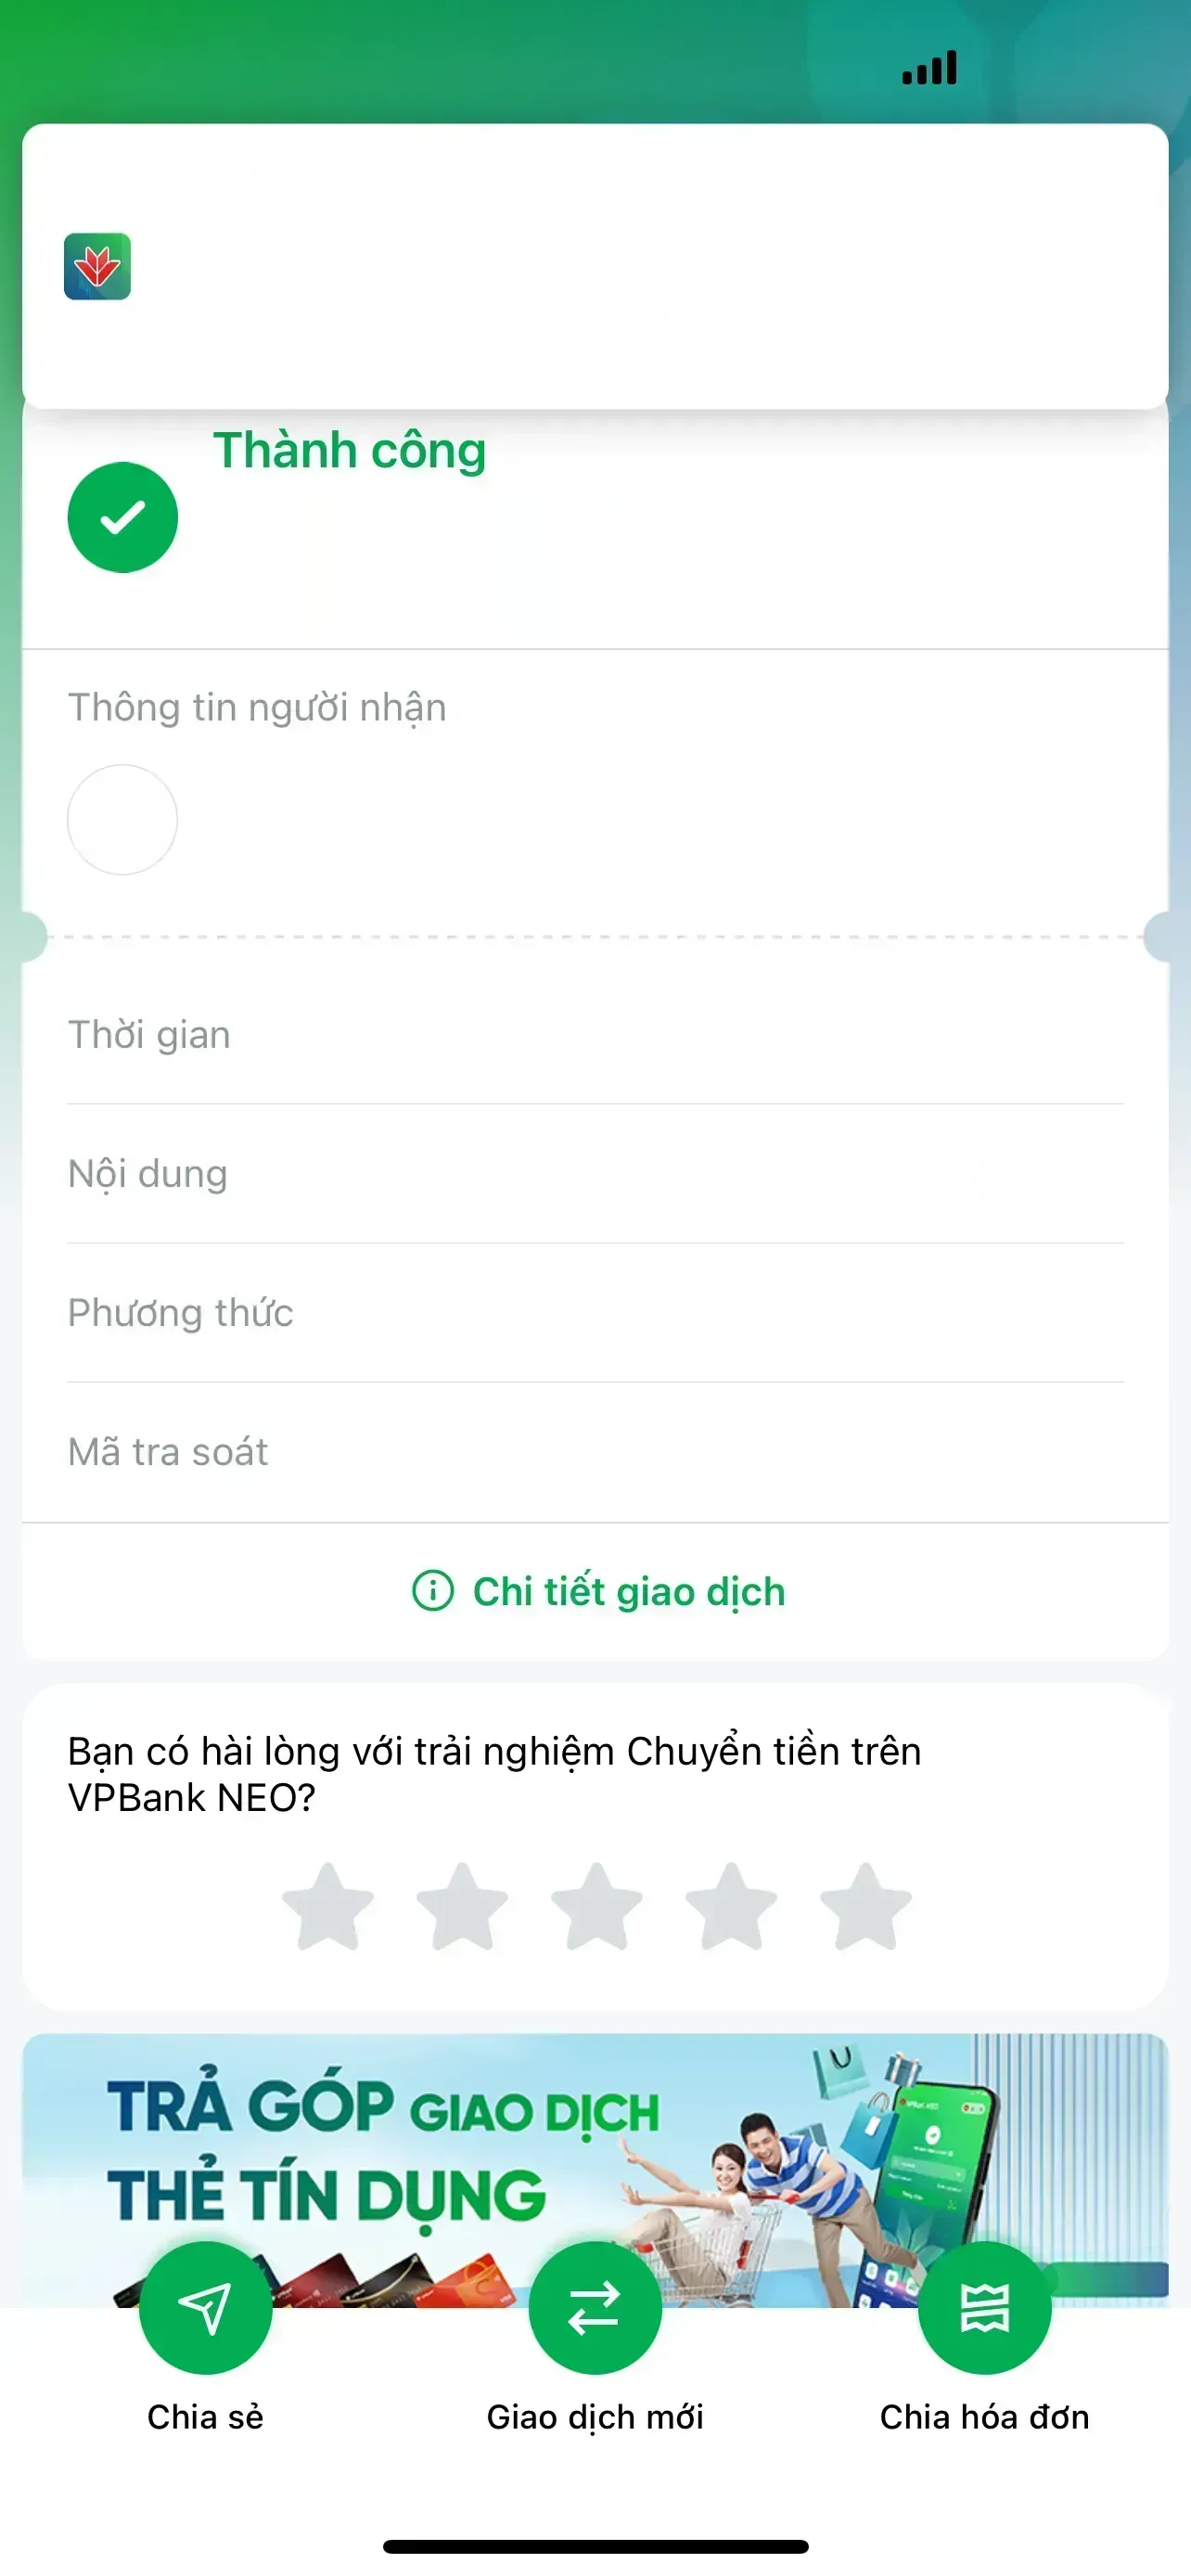 Thành công
Thông tin người nhận
Thời gian
Nội dung
Phương thức
Mã tra soát
Chi tiết giao dịch
Bạn có hài lòng với trải nghiệm Chuyển tiền trên
VPBank NEO?
TRẢ GÓP GIAO DỊCH
THẺ TÍN DỤNG
Chia sẻ
Giao dịch mới
Chia hóa đơn